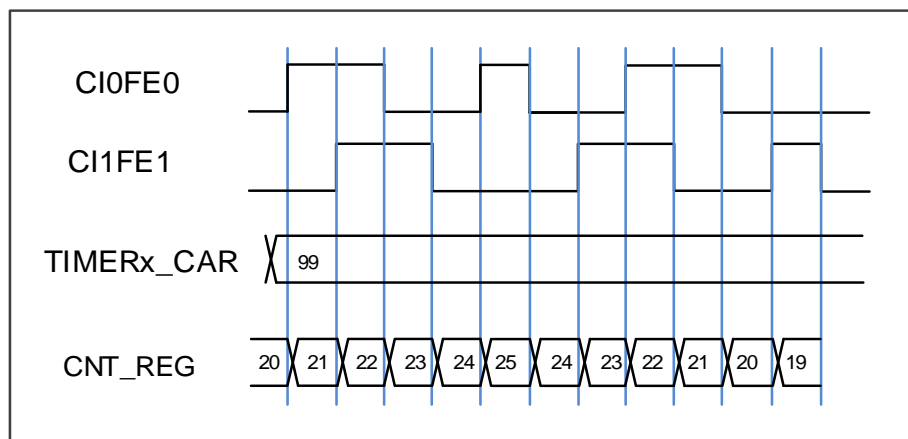 CI0FE0
CI1FE1
TIMERx_CAR 99
CNT_REG 20 21 22 23 24 25 24 23 22 21 20 19